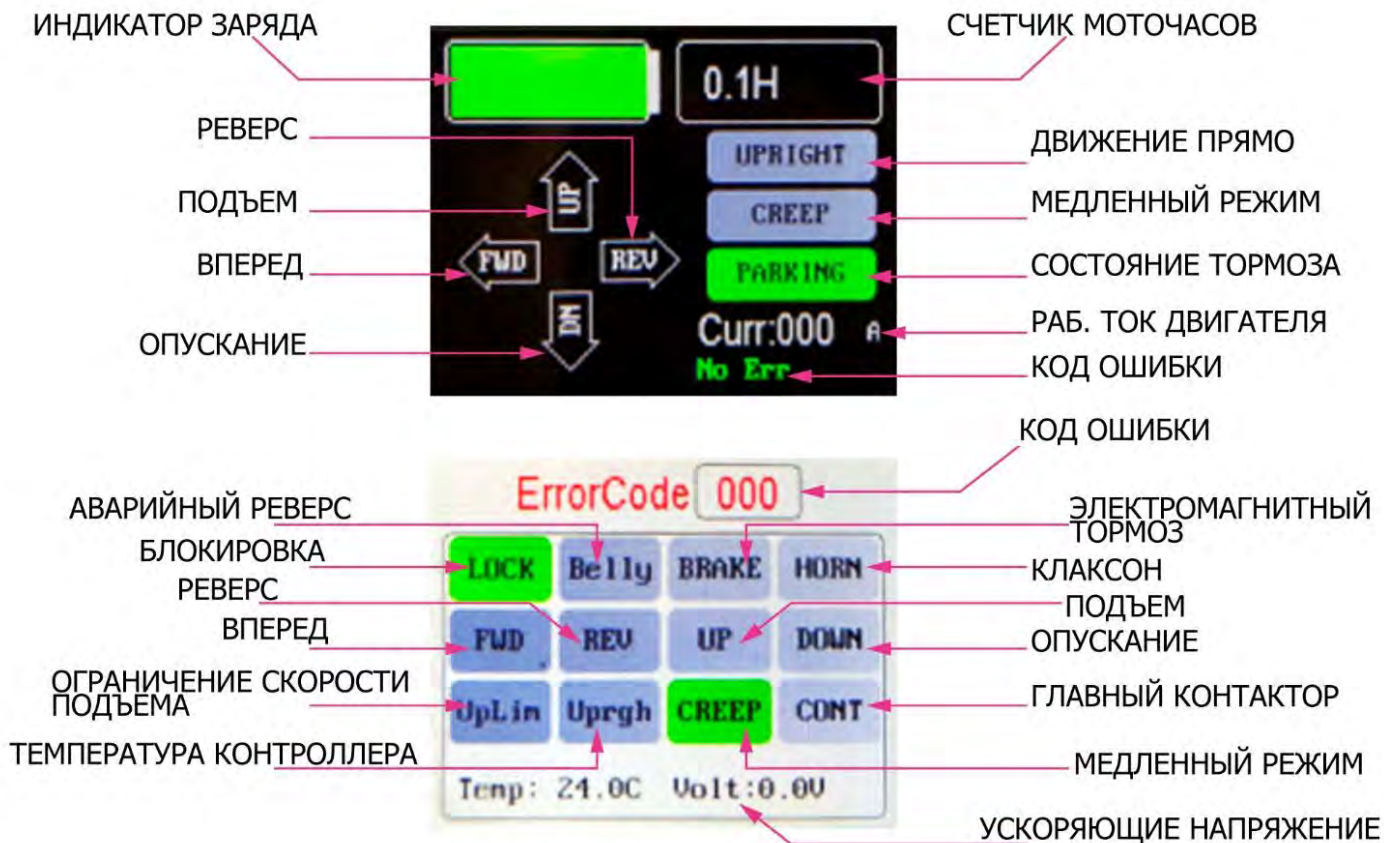 ИНДИКАТОР ЗАРЯДА
СЧЕТЧИК МОТОЧАСОВ
0.1H
РЕВЕРС
UPRIGHT
ДВИЖЕНИЕ ПРЯМО
UP
ПОДЪЕМ
CREEP
МЕДЛЕННЫЙ РЕЖИМ
ВПЕРЕД
FWD
REV
PARKING
СОСТОЯНИЕ ТОРМОЗА
DN
ОПУСКАНИЕ
Curr:000 A
РАБ. ТОК ДВИГАТЕЛЯ
No Err
КОД ОШИБКИ
КОД ОШИБКИ
ErrorCode 000
АВАРИЙНЫЙ РЕВЕРС
ЭЛЕКТРОМАГНИТНЫЙ
ТОРМОЗ
БЛОКИРОВКА
LOCK Belly BRAKE HORN
КЛАКСОН
РЕВЕРС
ПОДЪЕМ
ВПЕРЕД
FWD REV UP DOWN
ОПУСКАНИЕ
ОГРАНИЧЕНИЕ СКОРОСТИ
ПОДЪЕМА
UpLim Uprgh CREEP CONT
ГЛАВНЫЙ КОНТАКТОР
ТЕМПЕРАТУРА КОНТРОЛЛЕРА
МЕДЛЕННЫЙ РЕЖИМ
Temp: 24.0C Volt:0.0V
УСКОРЯЮЩИЕ НАПРЯЖЕНИЕ